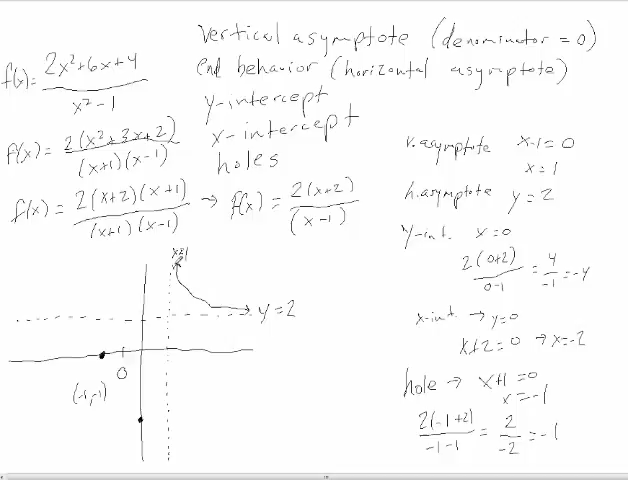 f(x) = 2x²+6x+4 / x²-1
vertical asymptote (denominator = 0)
end behavior (horizontal asymptote)
y-intercept
x-intercept
holes
f(x) = 2(x²+3x+2) / (x+1)(x-1)
f(x) = 2(x+2)(x+1) / (x+1)(x-1) → f(x) = 2(x+2) / (x-1)
v. asymptote x-1=0
x=1
h. asymptote y=2
y-int. x=0
2(0+2) / 0-1 = 4 / -1 = -4
x-int. → y=0
x+2=0 → x=-2
hole → x+1=0
x=-1
2(-1+2) / -1-1 = 2 / -2 = -1
x=1
y=2
0
(-1,-1)